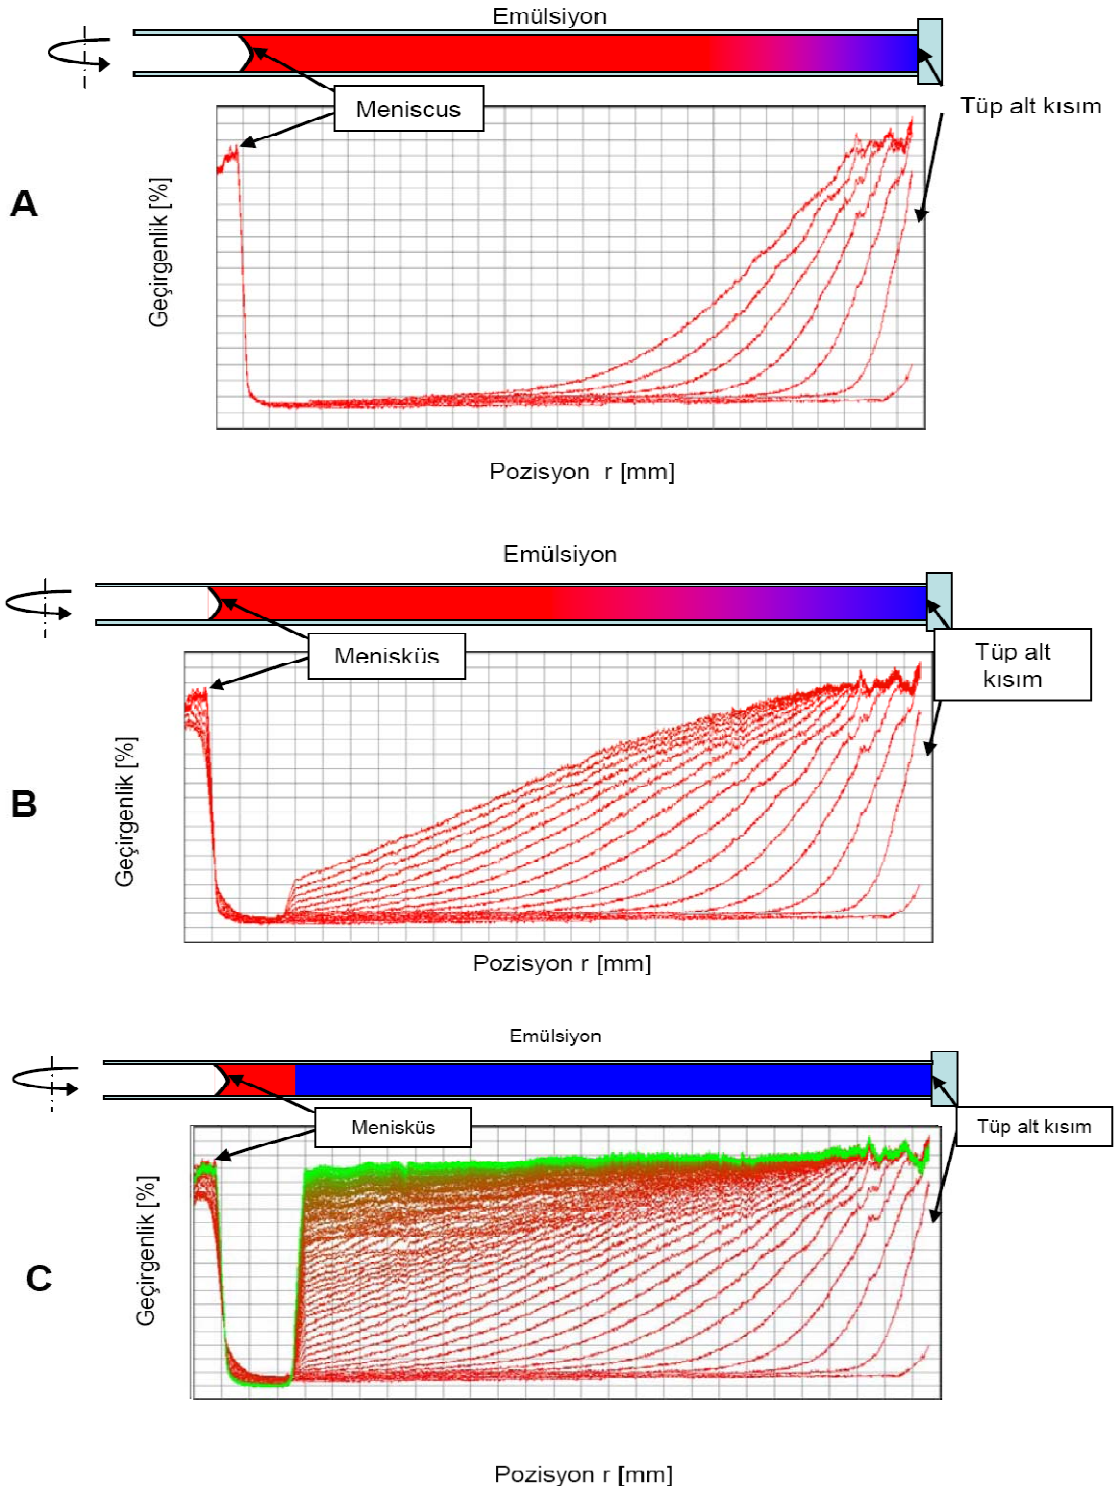 Emülsiyon
Meniscus
Tüp alt kısım
A
Geçirgenlik [%]
Pozisyon r [mm]
Emülsiyon
Menisküs
Tüp alt
kısım
B
Geçirgenlik [%]
Pozisyon r [mm]
Emülsiyon
Menisküs
Tüp alt kısım
C
Geçirgenlik [%]
Pozisyon r [mm]